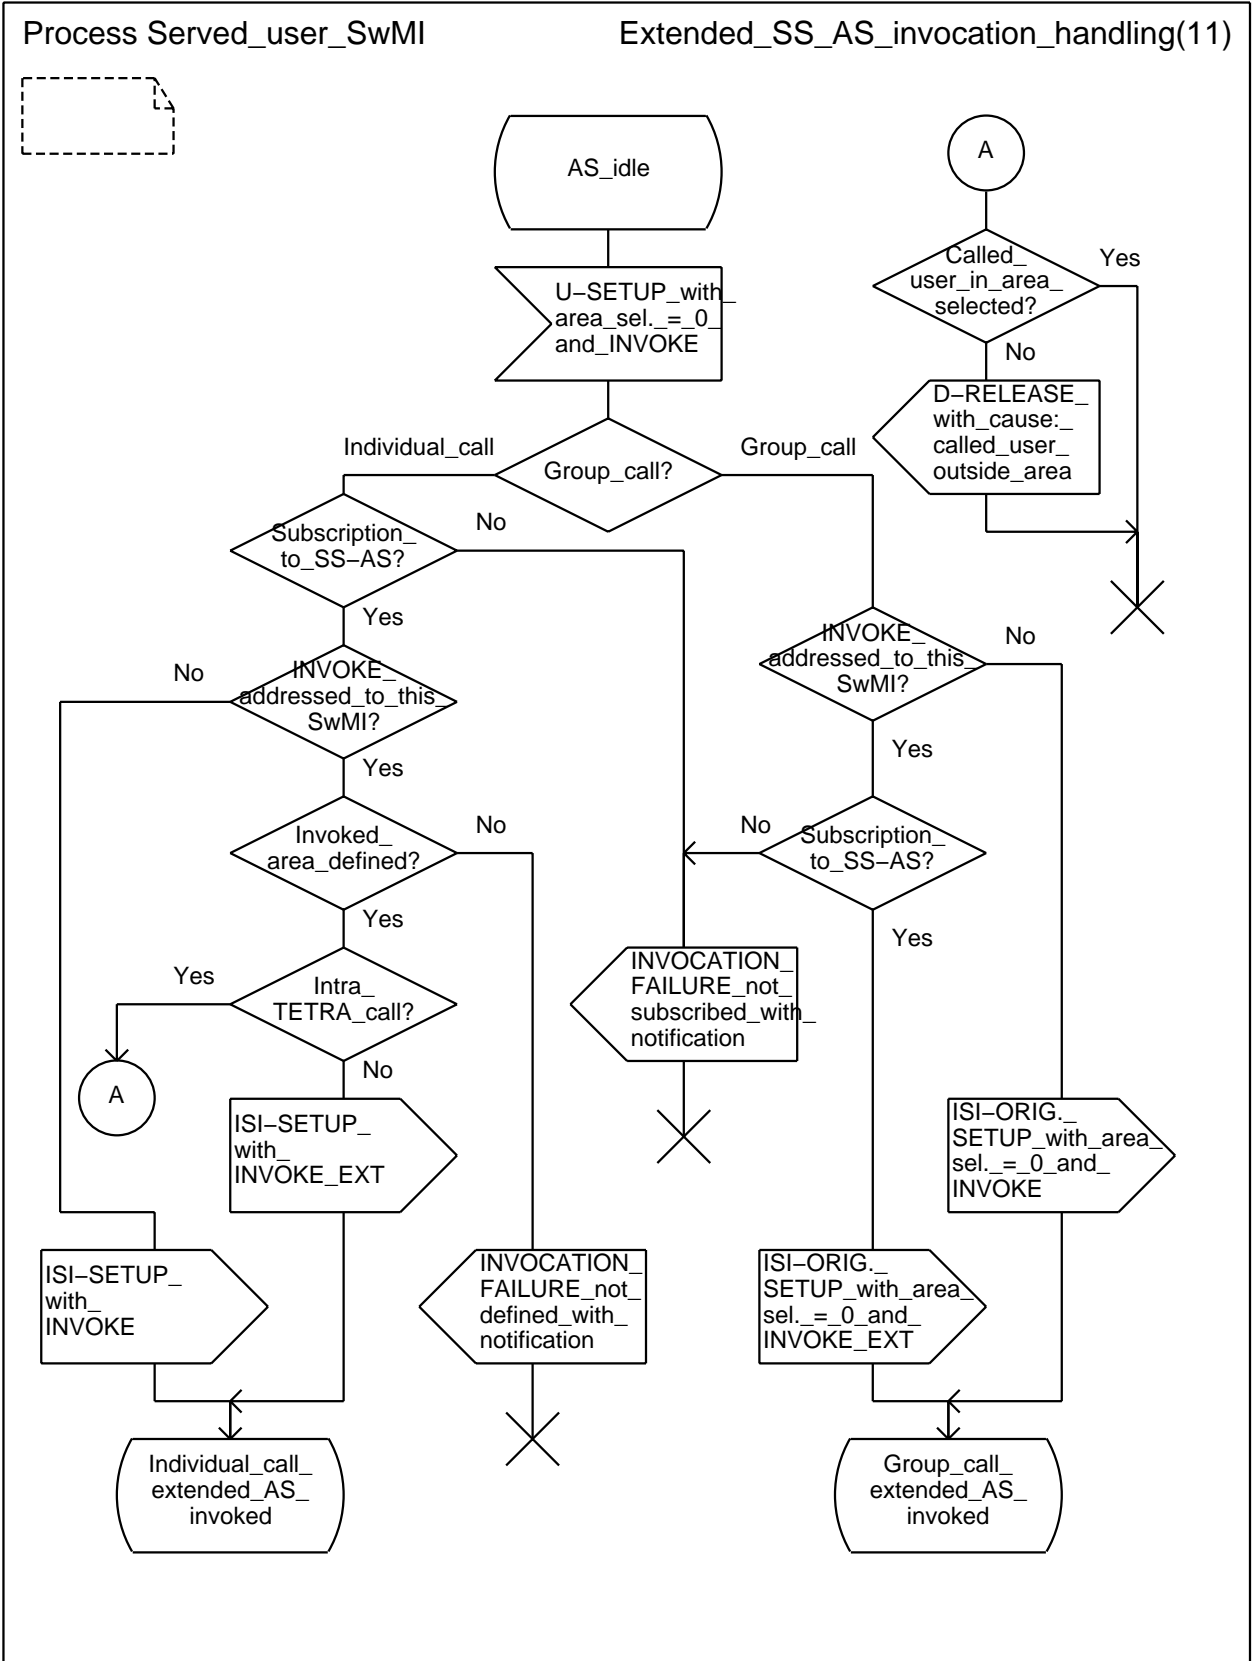 Process Served_user_SwMI
Extended_SS_AS_invocation_handling(11)
AS_idle
A
Called_
user_in_area_
selected?
Yes
No
U–SETUP_with_
area_sel._=_0_
and_INVOKE
D–RELEASE_
with_cause:_
called_user_
outside_area
Individual_call
Group_call?
Group_call
Subscription_
to_SS–AS?
No
Yes
INVOKE_
addressed_to_this_
SwMI?
No
Yes
INVOKE_
addressed_to_this_
SwMI?
No
Yes
Invoked_
area_defined?
No
Yes
Subscription_
to_SS–AS?
No
Yes
Intra_
TETRA_call?
Yes
No
INVOCATION_
FAILURE_not_
subscribed_with_
notification
A
ISI–SETUP_
with_
INVOKE_EXT
ISI–ORIG._
SETUP_with_area_
sel._=_0_and_
INVOKE
ISI–SETUP_
with_
INVOKE
INVOCATION_
FAILURE_not_
defined_with_
notification
ISI–ORIG._
SETUP_with_area_
sel._=_0_and_
INVOKE_EXT
Individual_call_
extended_AS_
invoked
Group_call_
extended_AS_
invoked